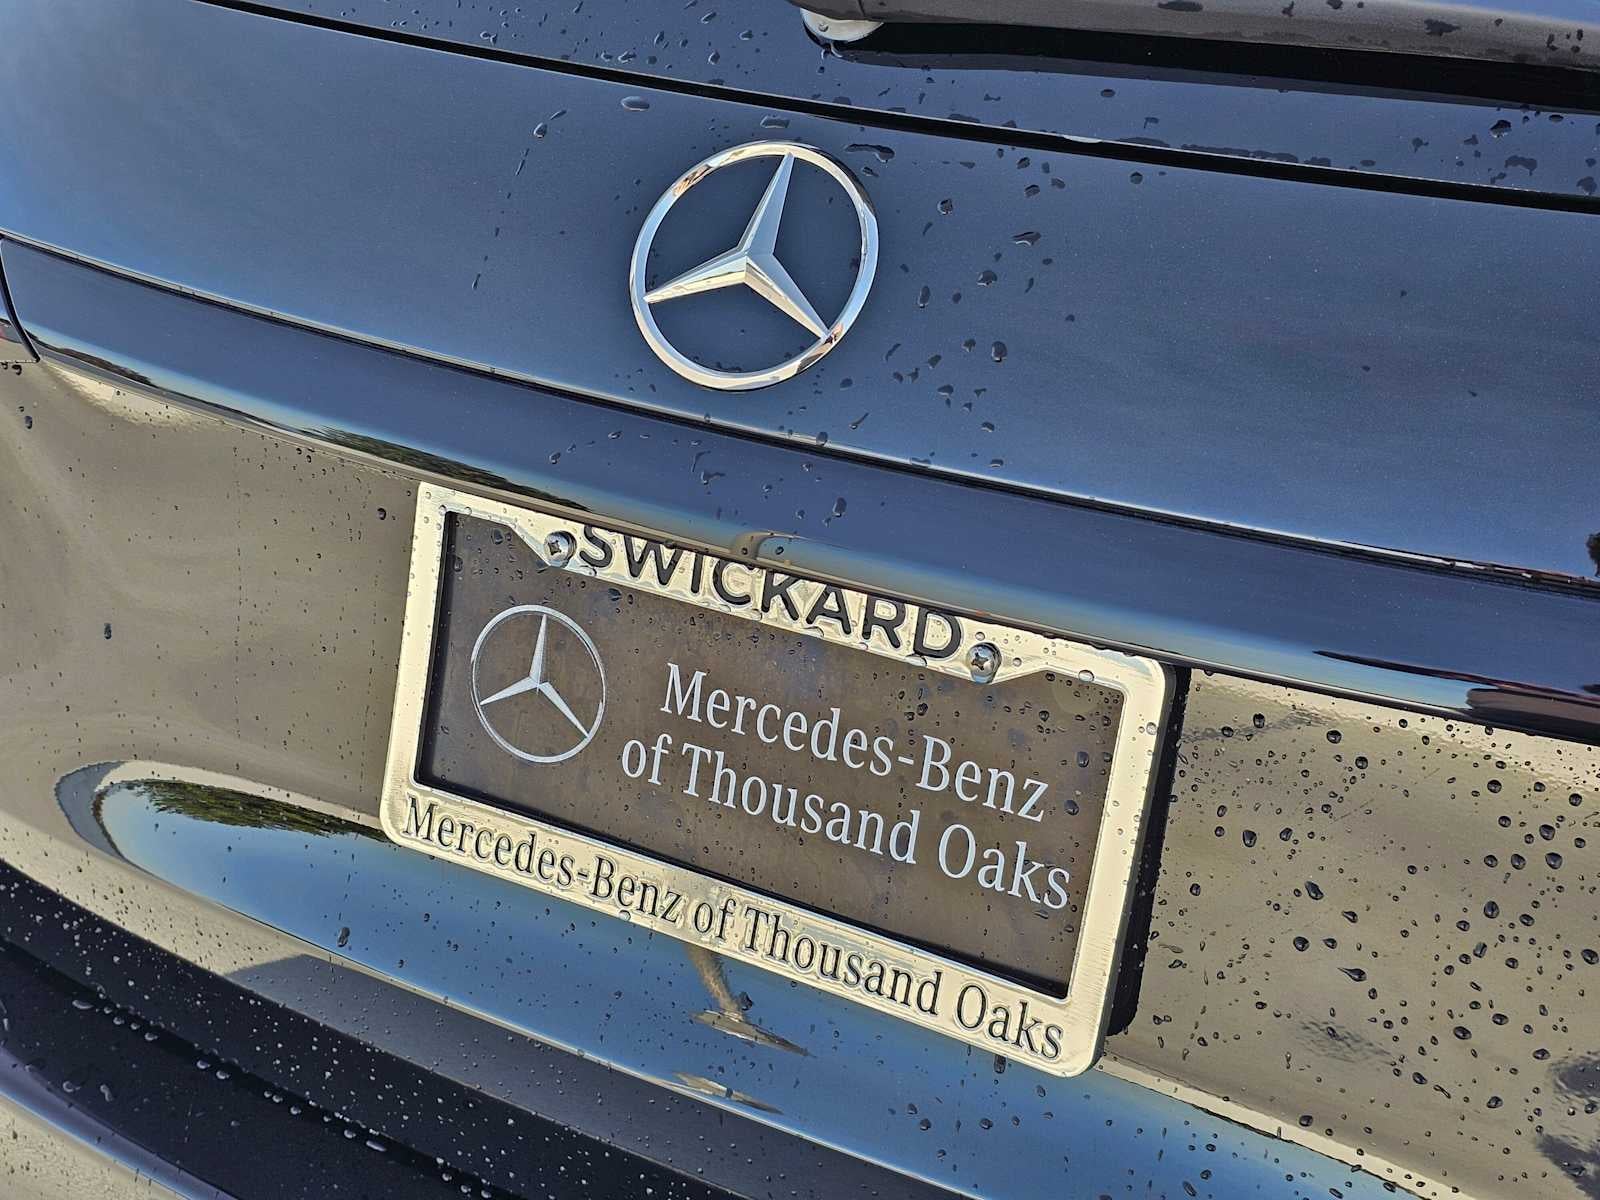 SWICKARD
Mercedes-Benz
of Thousand Oaks
Mercedes-Benz of Thousand Oaks